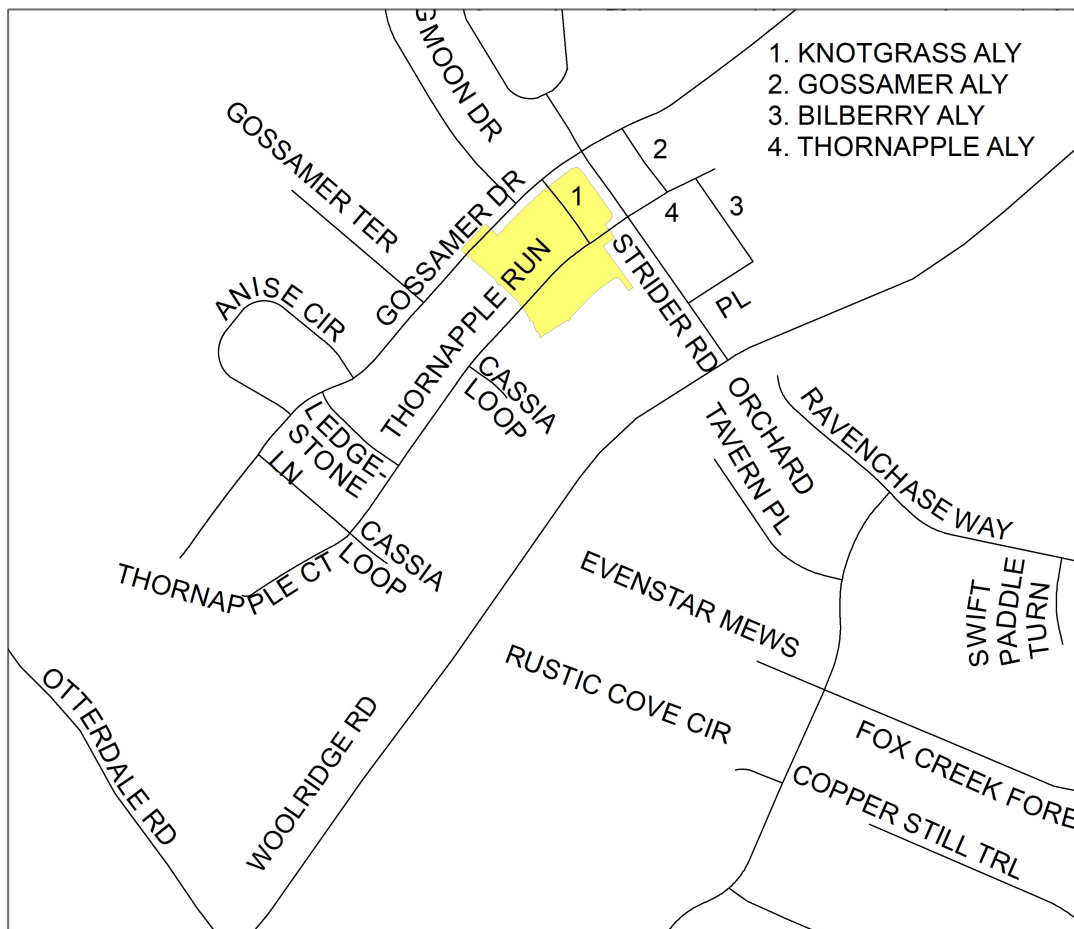 GMOON DR
1. KNOTGRASS ALY
2. GOSSAMER ALY
3. BILBERRY ALY
4. THORNAPPLE ALY
GOSSAMER TER
2
1
4
3
GOSSAMER DR
STRIDER RD
PL
ANISE CIR
THORNAPPLE RUN
CASSIA
LOOP
LEDGE-
STONE
LN
ORCHARD
TAVERN PL
RAVENCHASE WAY
CASSIA
LOOP
THORNAPPLE CT
EVENSTAR MEWS
SWIFT
PADDLE
TURN
RUSTIC COVE CIR
OTTERDALE RD
WOOLRIDGE RD
FOX CREEK FORE
COPPER STILL TRL